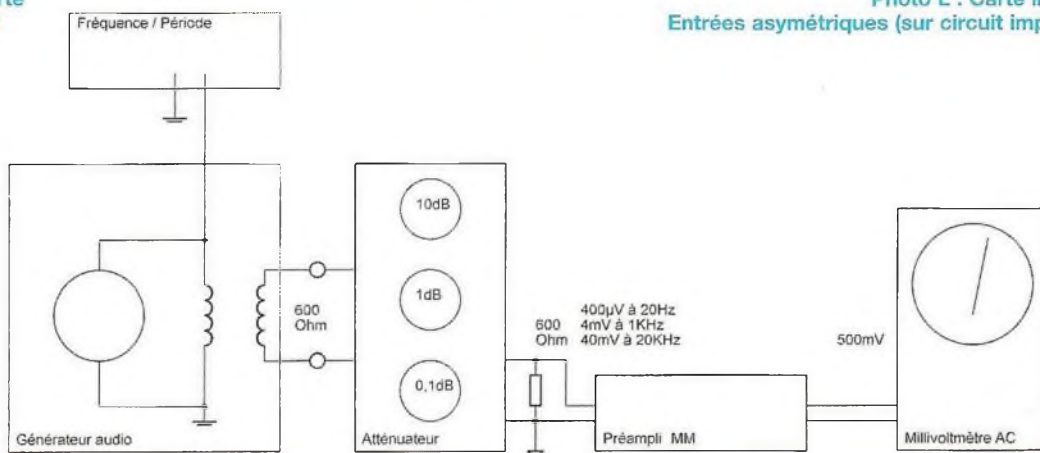 Photo E : Carte
Entrées asymétriques (sur circuit
Fréquence / Période
10dB
1dB
0,1dB
600
Ohm
600
Ohm
400µV à 20Hz
4mV à 1KHz
40mV à 20KHz
500mV
Générateur audio
Atténuateur
Préampli MM
Millivoltmètre AC